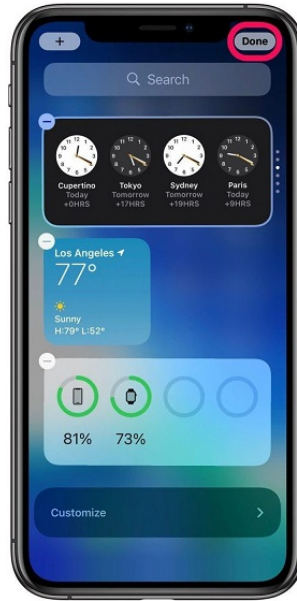 +
Done
Search
Cupertino Tokyo Sydney Paris
Today Tomorrow Tomorrow Today
+0HRS +17HRS +19HRS +9HRS
Los Angeles
77°
Sunny
H:79° L:52°
81% 73%
Customize